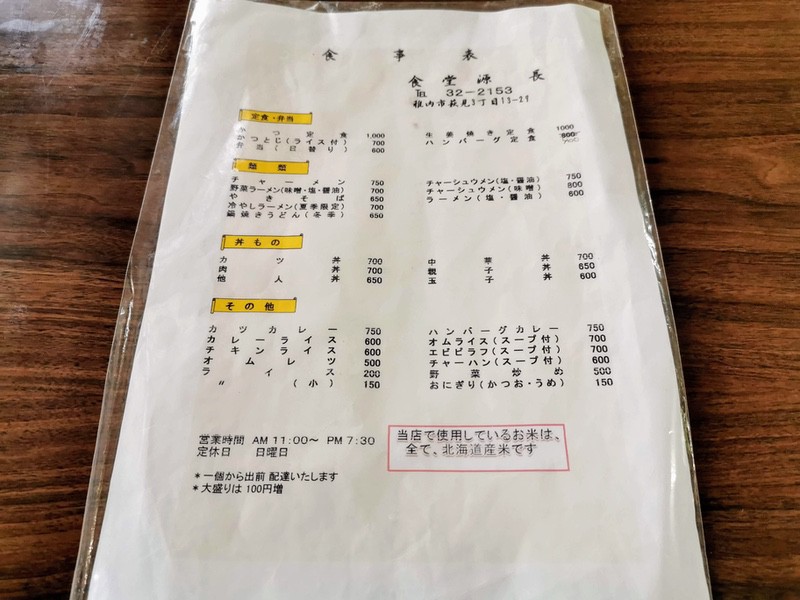 食事表
食堂源長
℡ 32-2153
稚内市萩見3丁目13-29
定食・弁当
かつ定食 1,000
かつとじ(ライス付) 700
弁当(日替り) 600
生姜焼き定食 1000
ハンバーグ定食
麺類
チャーメン 750
野菜ラーメン(味噌・塩・醤油) 700
やきそば 650
冷やしラーメン(夏季限定) 700
鍋焼きうどん(冬季) 650
チャーシュウメン(塩・醤油) 750
チャーシュウメン(味噌) 800
ラーメン(塩・醤油) 600
丼もの
カツ丼 700
肉丼 700
他人丼 650
中華丼 700
親子丼 650
玉子丼 600
その他
カツカレー 750
カレーライス 600
チキンライス 600
オムレツ 500
ライス 200
〃(小) 150
ハンバーグカレー 750
オムライス(スープ付) 700
エビピラフ(スープ付) 700
チャーハン(スープ付) 600
野菜炒め 500
おにぎり(かつお・うめ) 150
営業時間 AM 11:00～ PM 7:30
定休日 日曜日
当店で使用しているお米は、
全て、北海道産米です
*一個から出前 配達いたします
*大盛りは 100円増